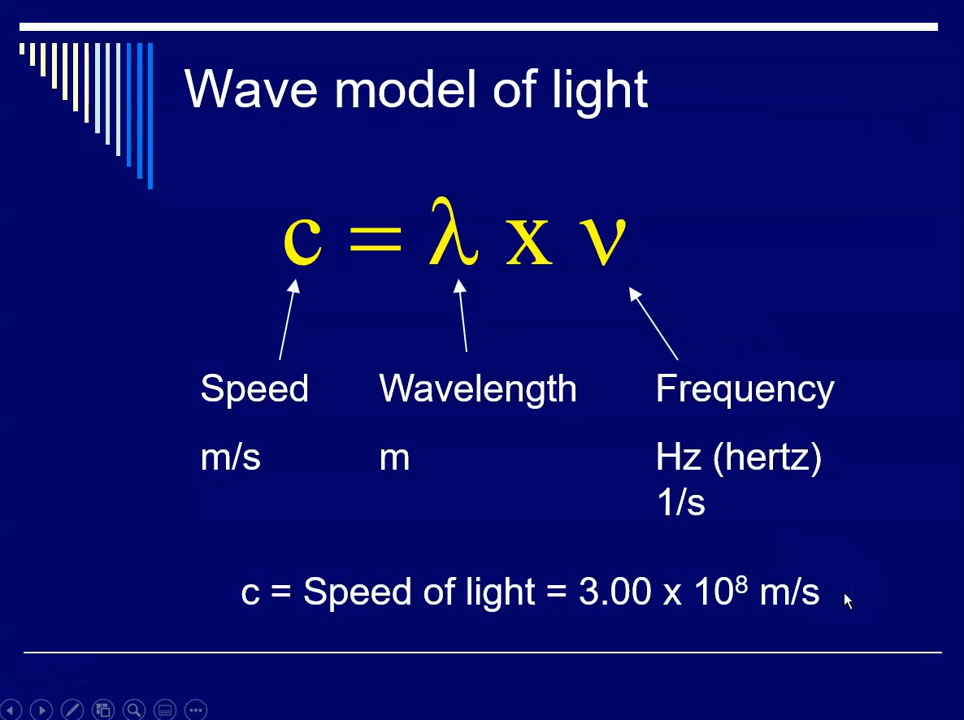 Wave model of light
c = λ x ν
Speed Wavelength Frequency
m/s m Hz (hertz)
1/s
c = Speed of light = 3.00 x 10⁸ m/s